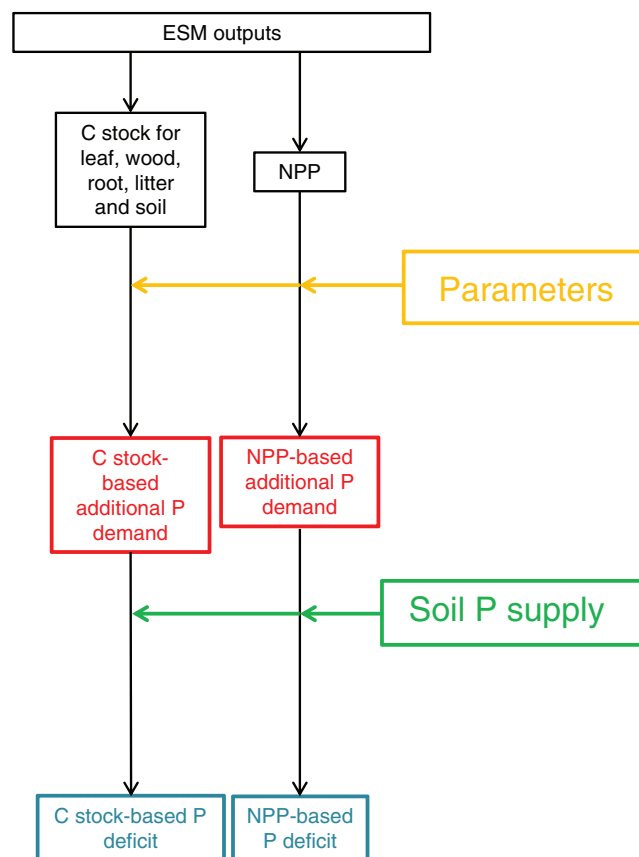 ESM outputs
C stock for
leaf, wood,
root, litter
and soil
NPP
Parameters
C stock-
based
additional P
demand
NPP-based
additional P
demand
Soil P supply
C stock-based P
deficit
NPP-based
P deficit